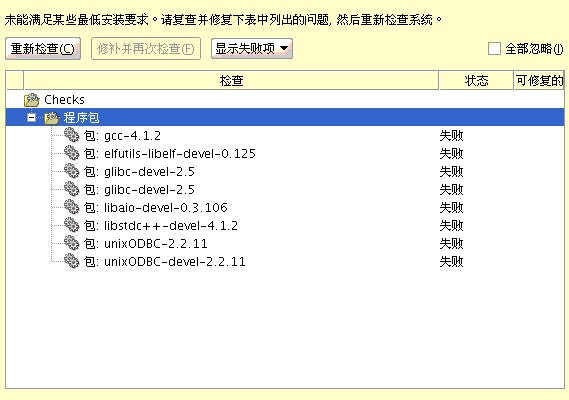 未能满足某些最低安装要求。请复查并修复下表中列出的问题, 然后重新检查系统。
重新检查(C) 修补并再次检查(F) 显示失败项 全部忽略(I)
检查 状态 可修复的
Checks
程序包
包: gcc-4.1.2 失败
包: elfutils-libelf-devel-0.125 失败
包: glibc-devel-2.5 失败
包: glibc-devel-2.5 失败
包: libaio-devel-0.3.106 失败
包: libstdc++-devel-4.1.2 失败
包: unixODBC-2.2.11 失败
包: unixODBC-devel-2.2.11 失败